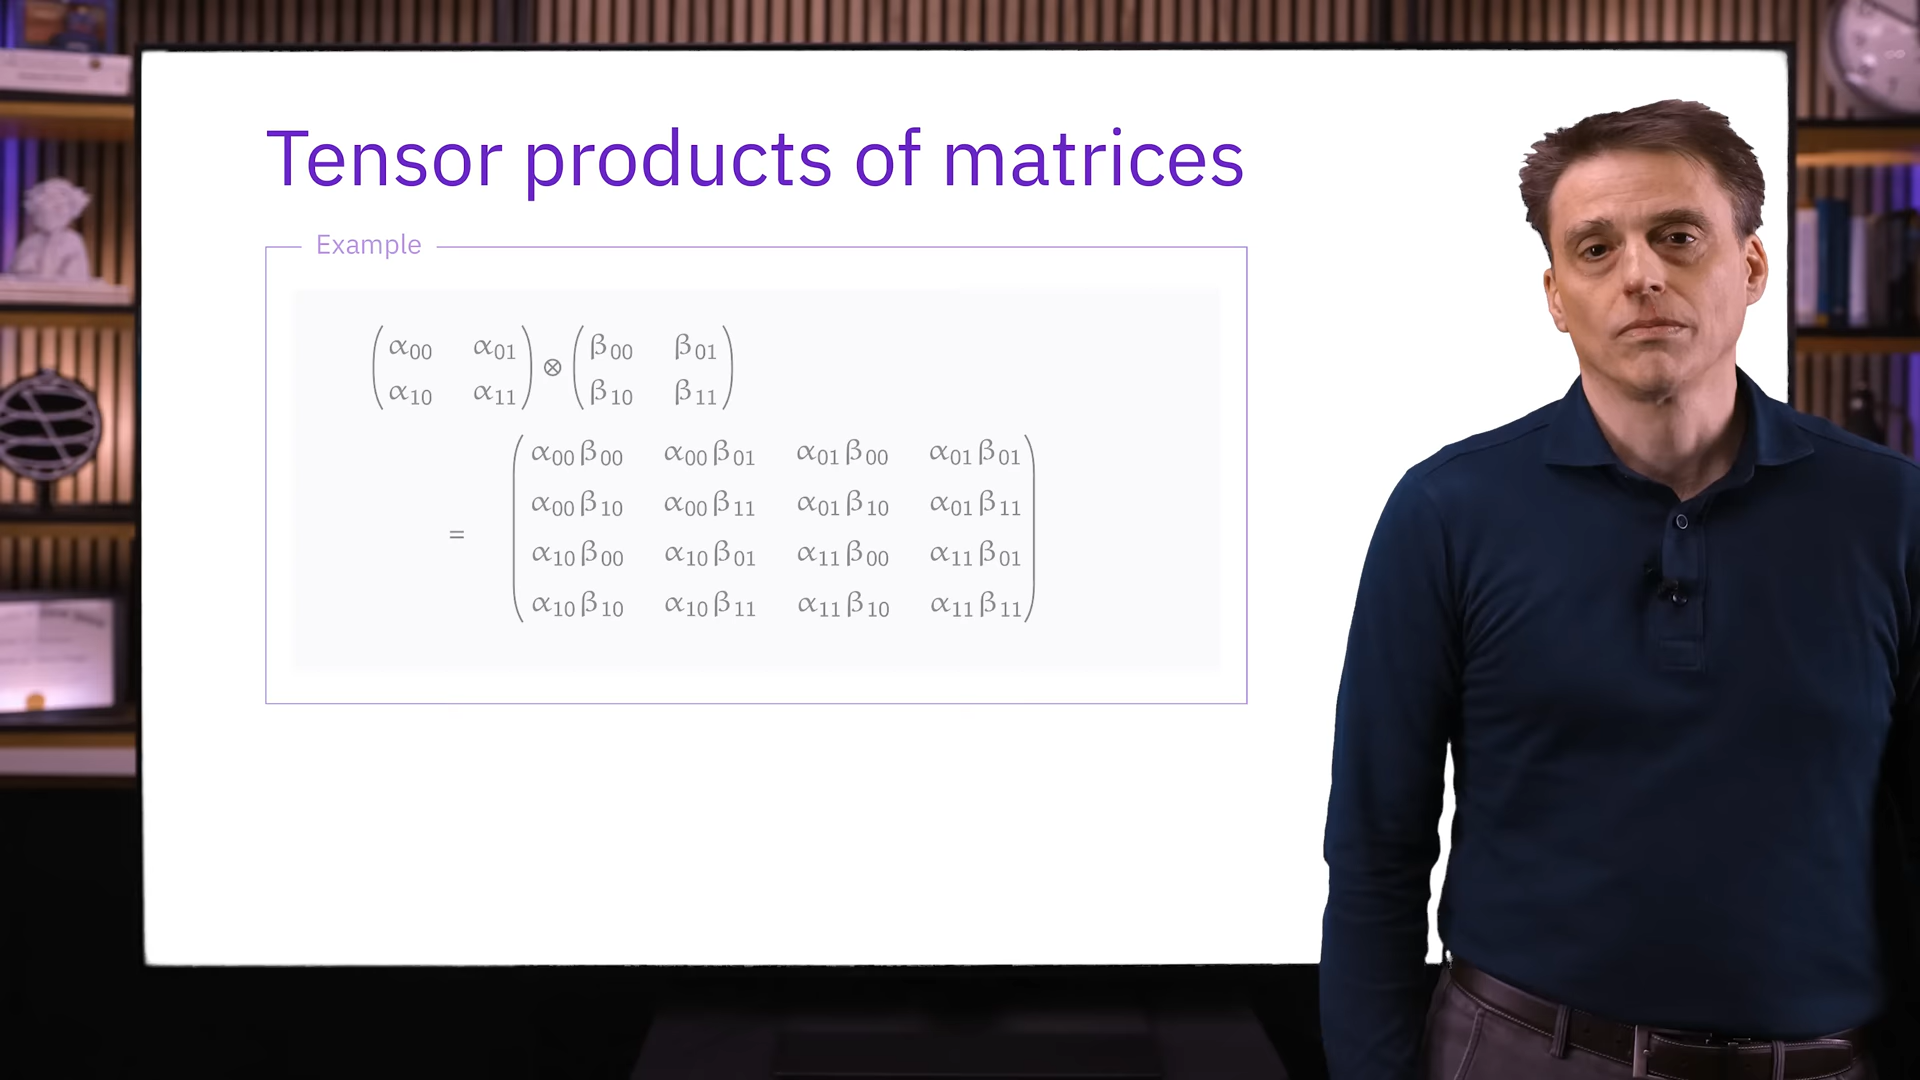 Tensor products of matrices
Example
(α₀₀ α₀₁) ⊗ (β₀₀ β₀₁)
(α₁₀ α₁₁) (β₁₀ β₁₁)
α₀₀β₀₀ α₀₀β₀₁ α₀₁β₀₀ α₀₁β₀₁
α₀₀β₁₀ α₀₀β₁₁ α₀₁β₁₀ α₀₁β₁₁
=
α₁₀β₀₀ α₁₀β₀₁ α₁₁β₀₀ α₁₁β₀₁
α₁₀β₁₀ α₁₀β₁₁ α₁₁β₁₀ α₁₁β₁₁